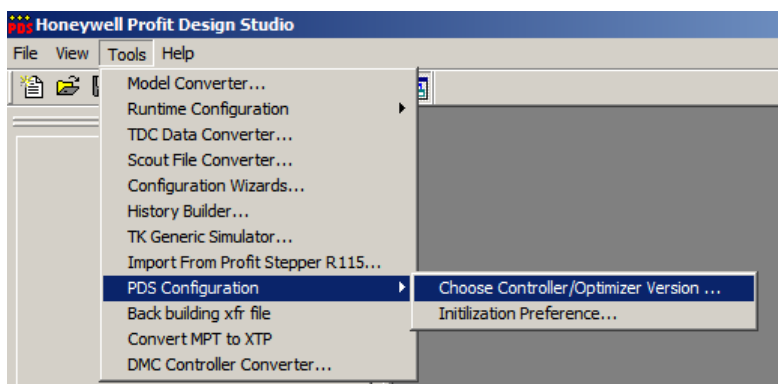 PDS Honeywell Profit Design Studio
File View Tools Help
Model Converter...
Runtime Configuration
TDC Data Converter...
Scout File Converter...
Configuration Wizards...
History Builder...
TK Generic Simulator...
Import From Profit Stepper R115...
PDS Configuration
Choose Controller/Optimizer Version ...
Back building xfr file
Initilization Preference...
Convert MPT to XTP
DMC Controller Converter...